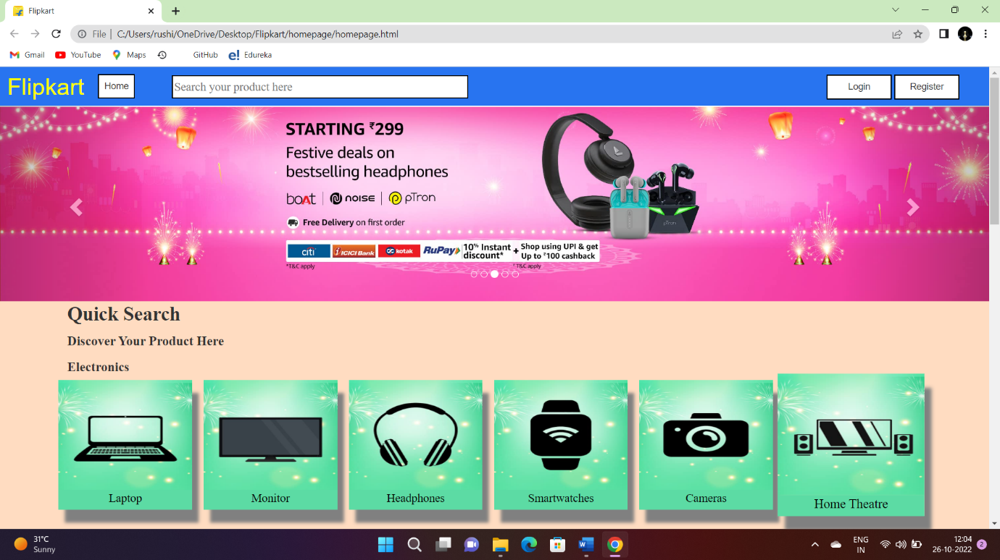 Flipkart
File | C:/Users/rushi/OneDrive/Desktop/Flipkart/homepage/homepage.html
Gmail YouTube Maps GitHub e! Edureka
Flipkart Home Search your product here Login Register
STARTING ₹299
Festive deals on
bestselling headphones
boAt | noise | pTron
Free Delivery on first order
citi ICICI Bank kotak RuPay 10% Instant discount* + Shop using UPI & get Up to ₹100 cashback
*T&C apply *T&C apply
pTron
Quick Search
Discover Your Product Here
Electronics
Laptop Monitor Headphones Smartwatches Cameras Home Theatre
31°C
Sunny
ENG
IN
12:04
26-10-2022
2